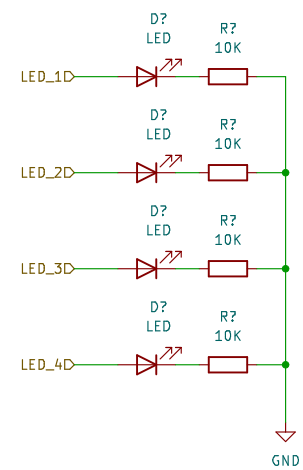 D?
LED
R?
10K
LED_1
D?
LED
R?
10K
LED_2
D?
LED
R?
10K
LED_3
D?
LED
R?
10K
LED_4
GND